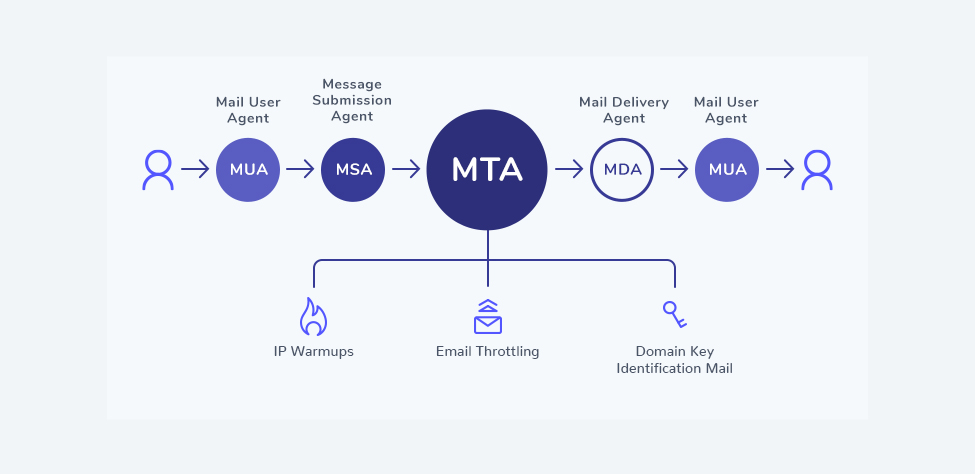 Mail User
Agent
Message
Submission
Agent
Mail Delivery
Agent
Mail User
Agent
MUA
MSA
MTA
MDA
MUA
IP Warmups
Email Throttling
Domain Key
Identification Mail